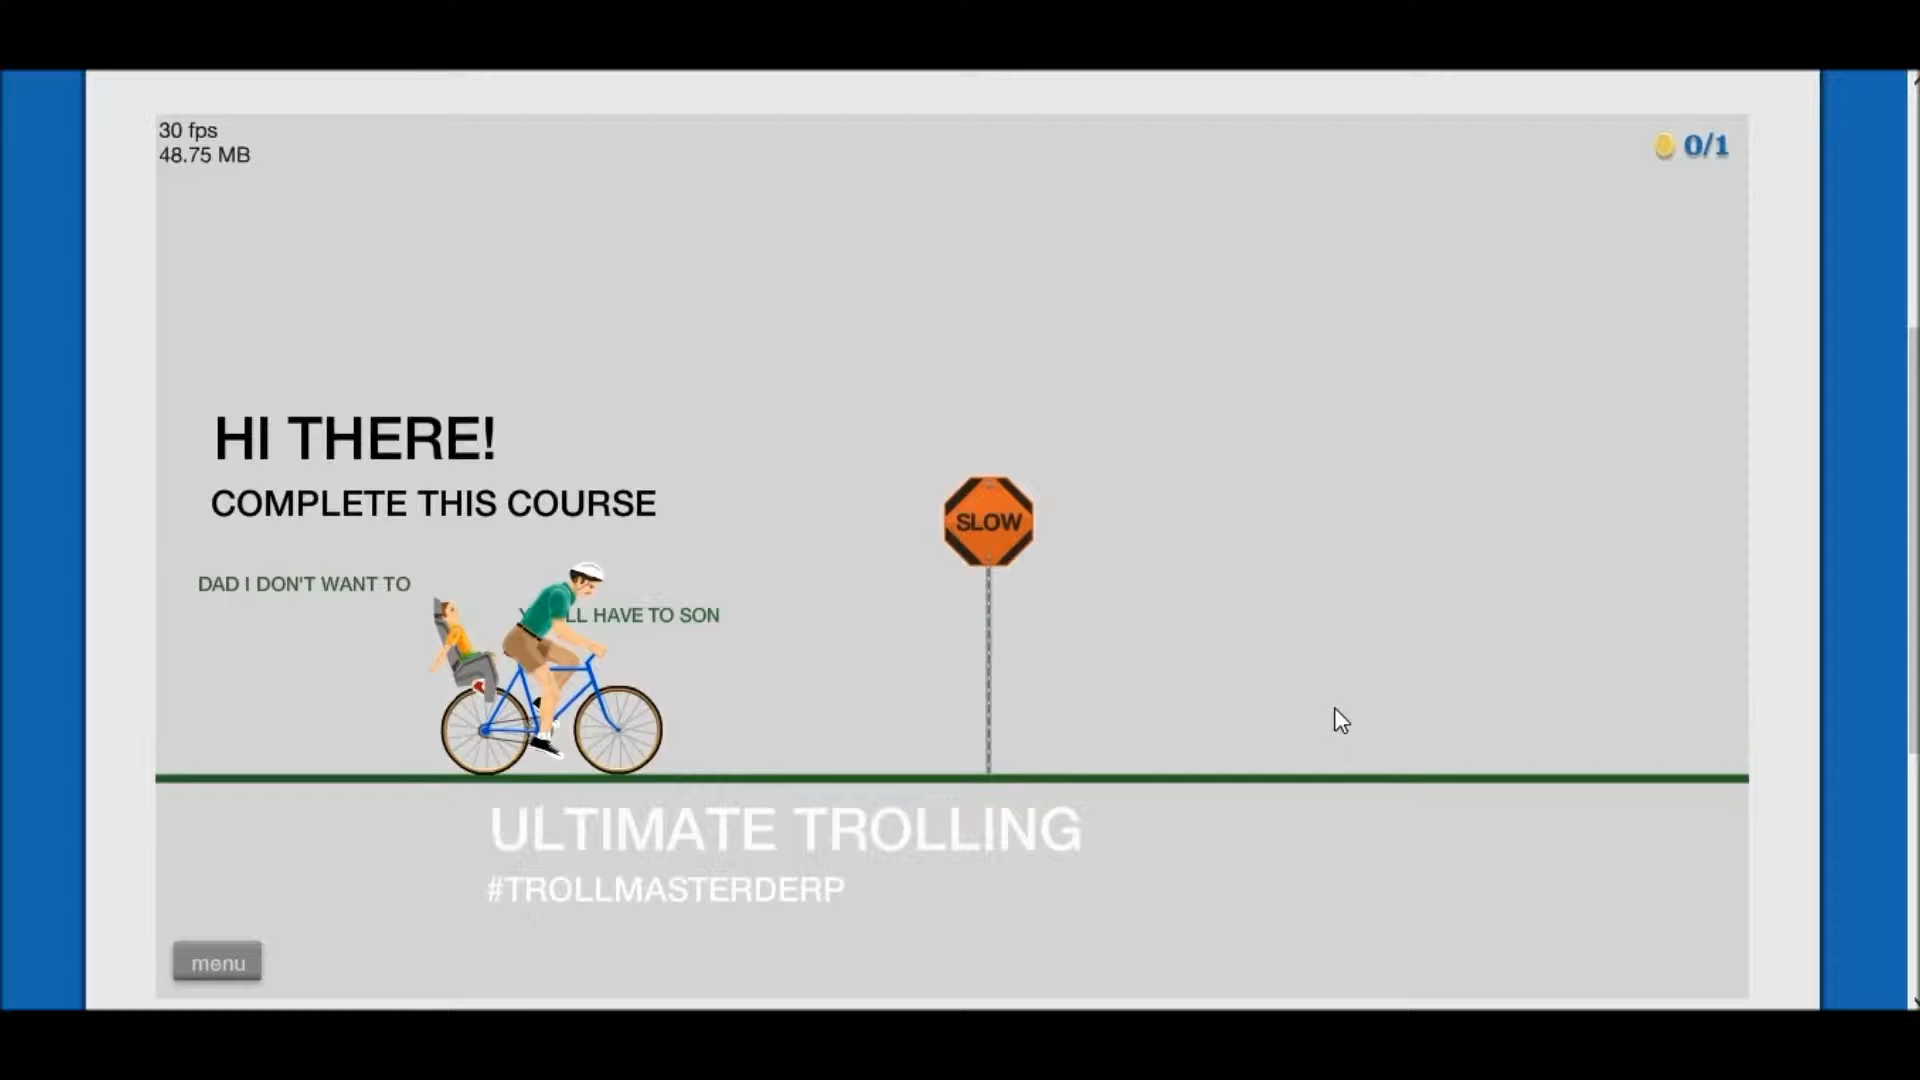 30 fps
48.75 MB
0/1
HI THERE!
COMPLETE THIS COURSE
SLOW
DAD I DON'T WANT TO
HAVE TO SON
ULTIMATE TROLLING
#TROLLMASTERDERP
menu